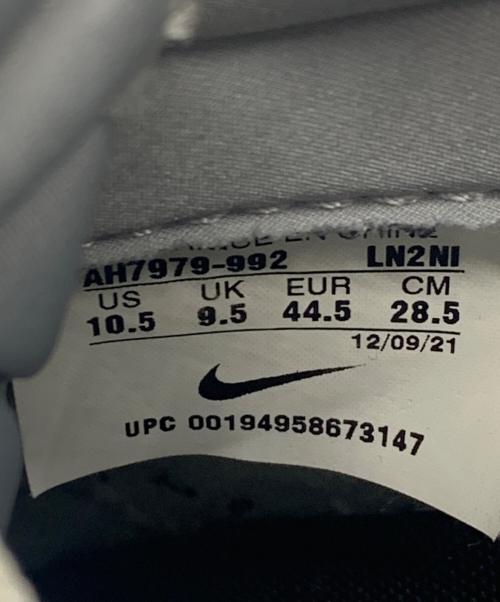 AH7979-992 LN2NI
US UK EUR CM
10.5 9.5 44.5 28.5
12/09/21
UPC 00194958673147